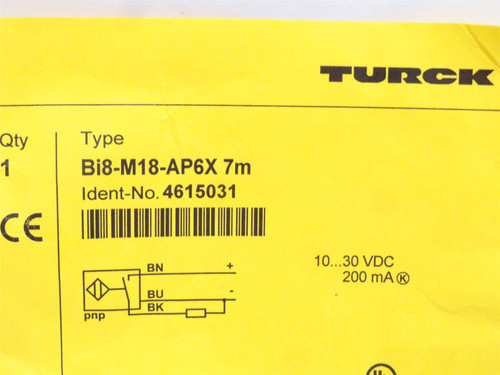 TURCK
Qty
1
Type
Bi8-M18-AP6X 7m
Ident-No. 4615031
CE
BN +
BU -
BK
pnp
10...30 VDC
200 mA Ⓚ
UL